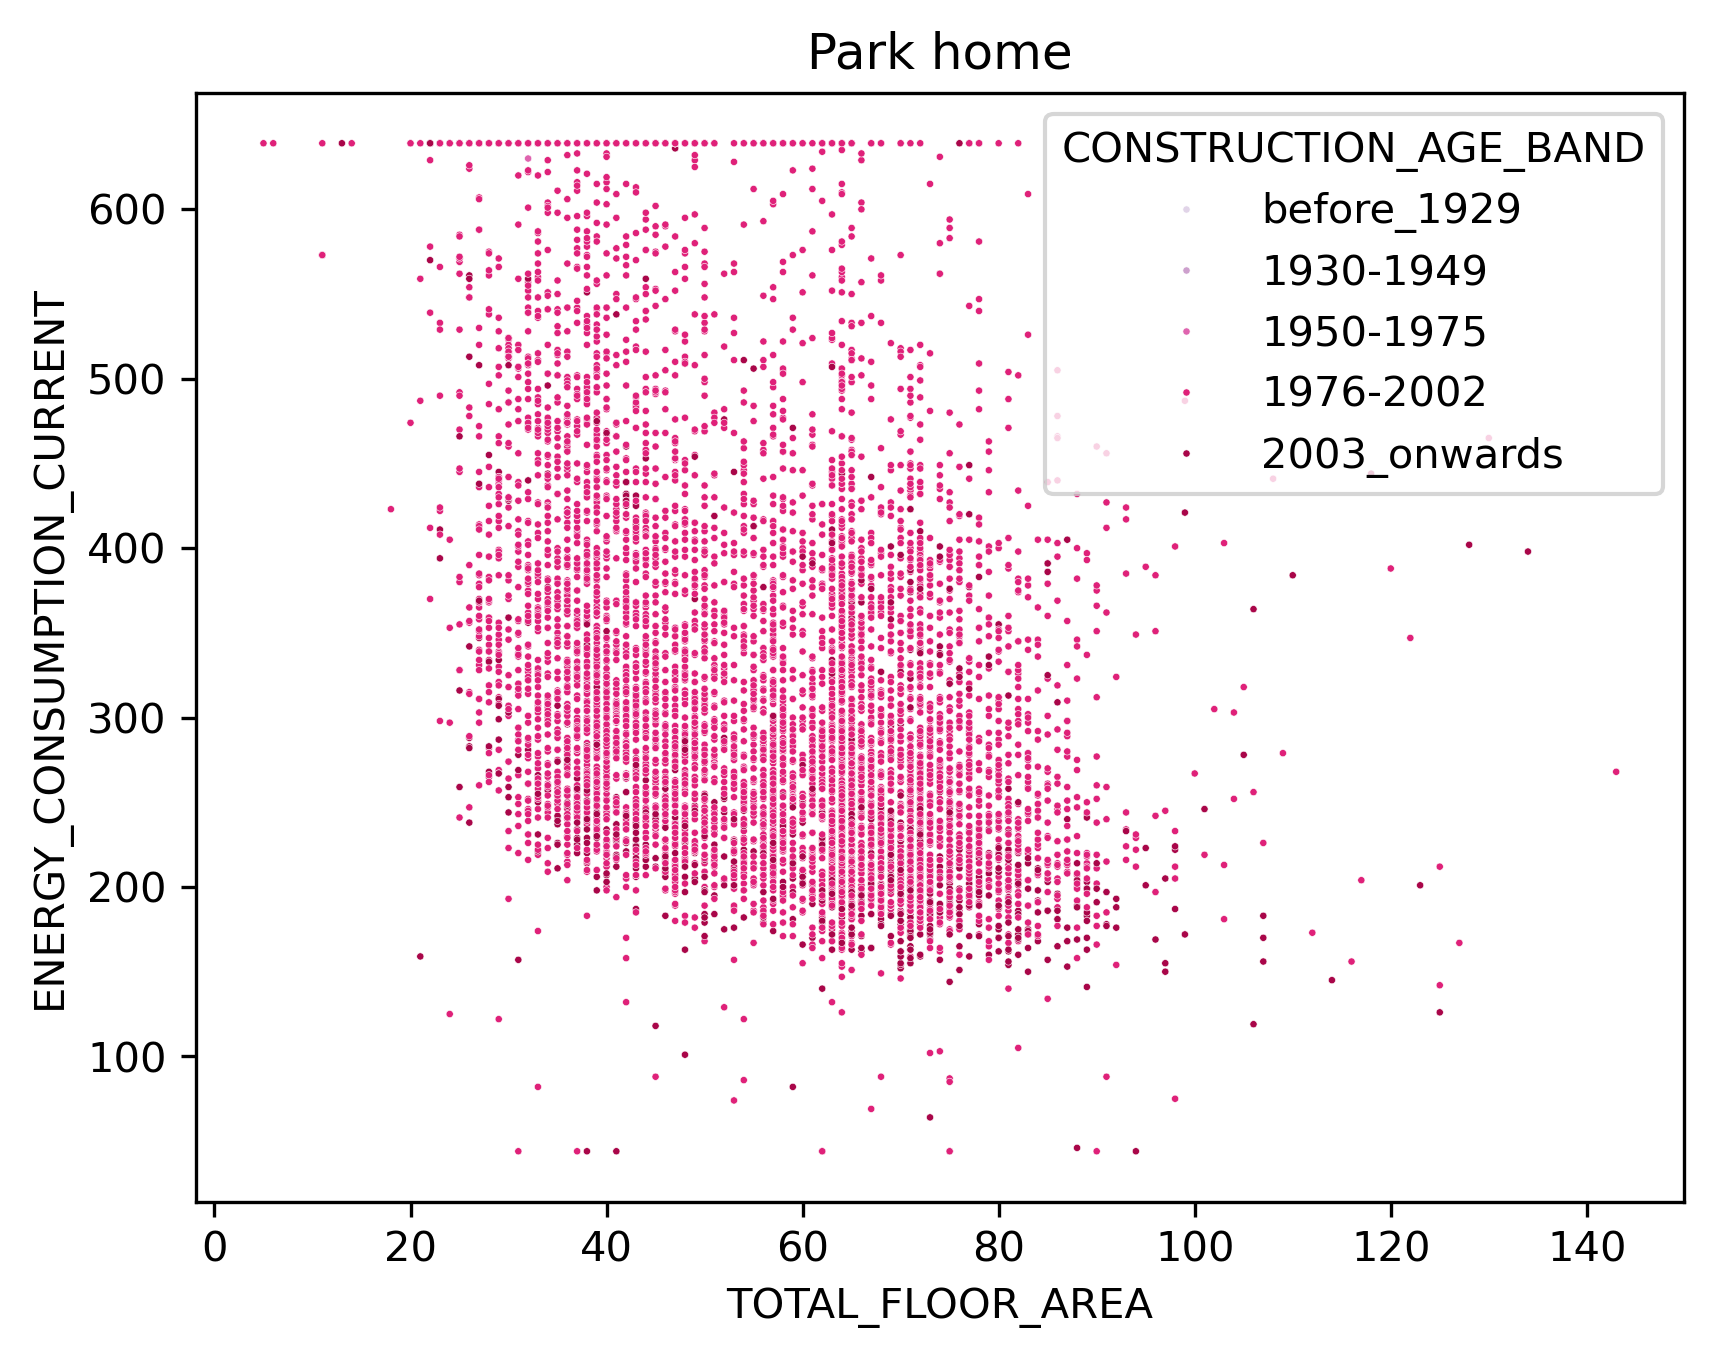 Park home
CONSTRUCTION_AGE_BAND
before_1929
1930-1949
1950-1975
1976-2002
2003_onwards
ENERGY_CONSUMPTION_CURRENT
600
500
400
300
200
100
0 20 40 60 80 100 120 140
TOTAL_FLOOR_AREA